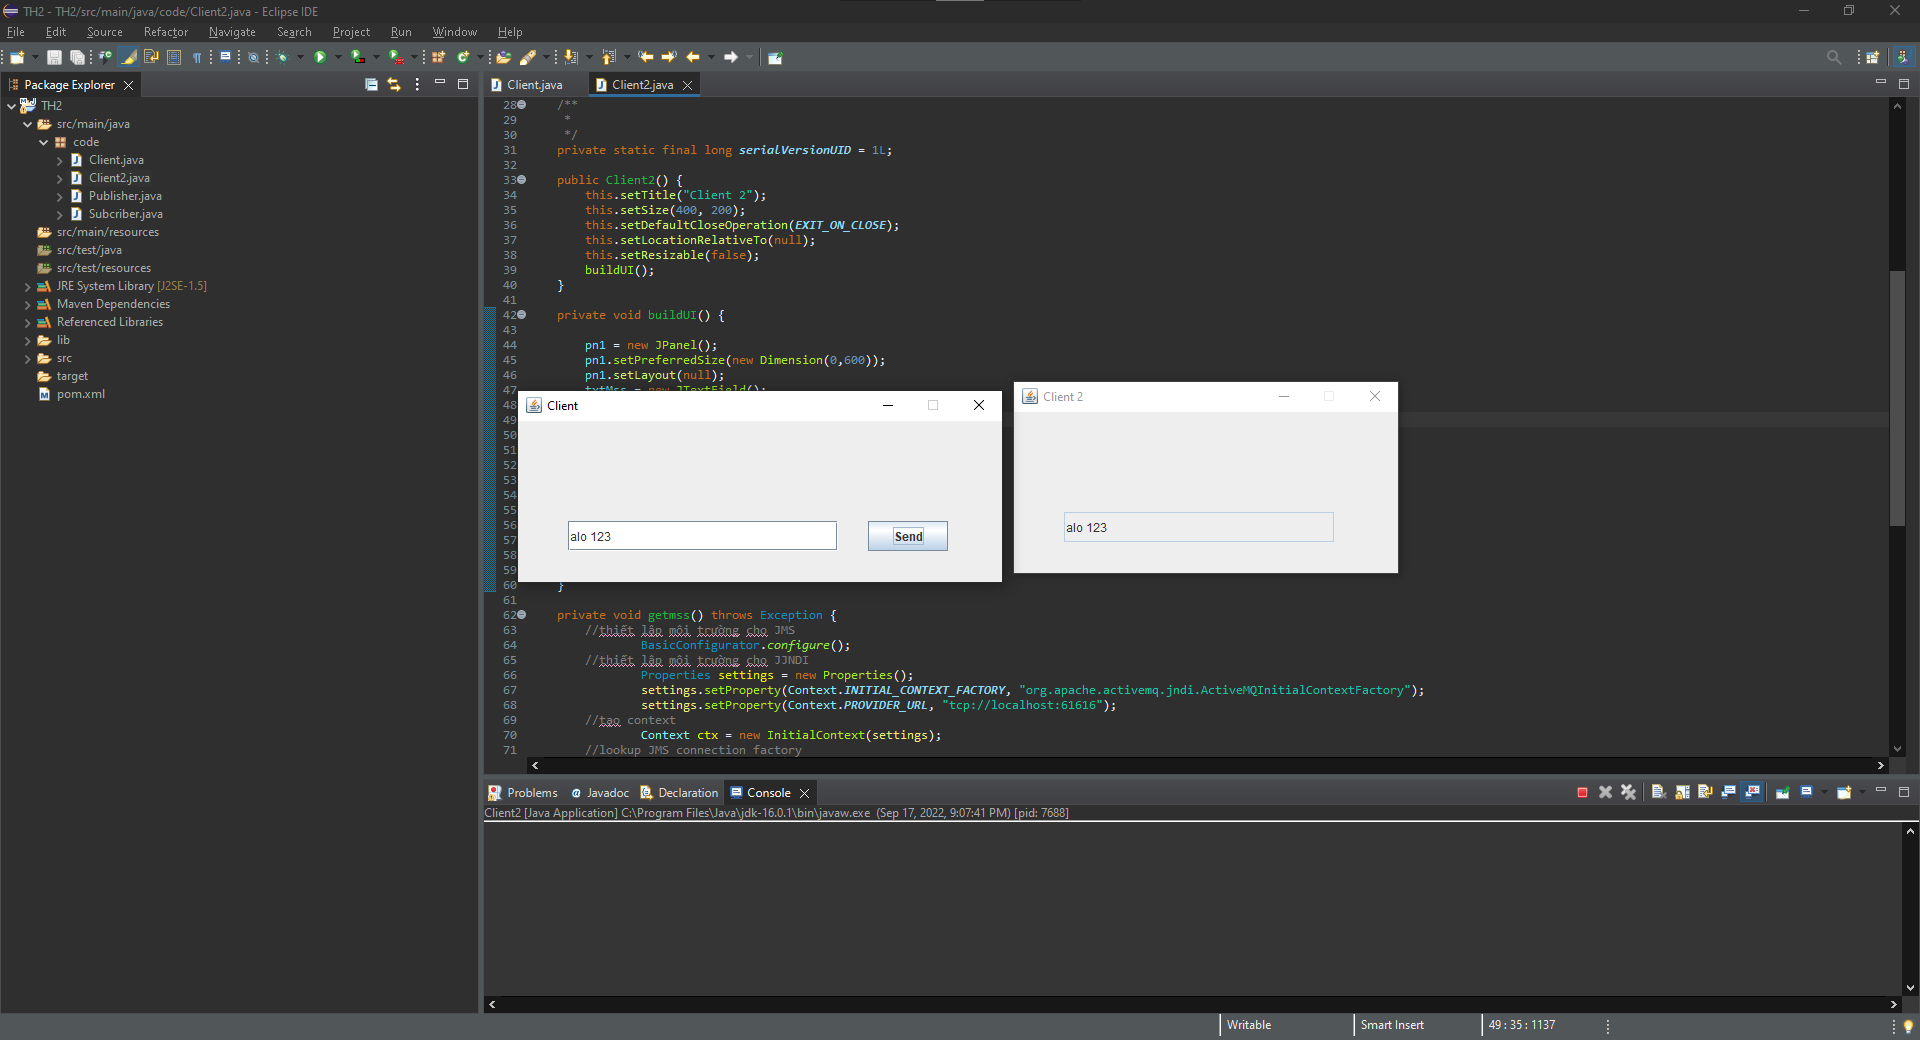 TH2 - TH2/src/main/java/code/Client2.java - Eclipse IDE
File Edit Source Refactor Navigate Search Project Run Window Help
Package Explorer
TH2
src/main/java
code
Client.java
Client2.java
Publisher.java
Subcriber.java
src/main/resources
src/test/java
src/test/resources
JRE System Library [J2SE-1.5]
Maven Dependencies
Referenced Libraries
lib
src
target
pom.xml
Client.java Client2.java
28 /**
29 *
30 */
31 private static final long serialVersionUID = 1L;
32
33 public Client2() {
34 this.setTitle("Client 2");
35 this.setSize(400, 200);
36 this.setDefaultCloseOperation(EXIT_ON_CLOSE);
37 this.setLocationRelativeTo(null);
38 this.setResizable(false);
39 buildUI();
40 }
41
42 private void buildUI() {
43
44 pn1 = new JPanel();
45 pn1.setPreferredSize(new Dimension(0,600));
46 pn1.setLayout(null);
47 txtMss = new JTextField();
48
49
50
51
52
53
54
55
56
57
58
59
60 }
61
62 private void getmss() throws Exception {
63 //thiết lập môi trường cho JMS
64 BasicConfigurator.configure();
65 //thiết lập môi trường cho JJNDI
66 Properties settings = new Properties();
67 settings.setProperty(Context.INITIAL_CONTEXT_FACTORY, "org.apache.activemq.jndi.ActiveMQInitialContextFactory");
68 settings.setProperty(Context.PROVIDER_URL, "tcp://localhost:61616");
69 //tạo context
70 Context ctx = new InitialContext(settings);
71 //lookup JMS connection factory
Client
alo 123
Send
Client 2
alo 123
Problems Javadoc Declaration Console
Client2 [Java Application] C:\Program Files\Java\jdk-16.0.1\bin\javaw.exe (Sep 17, 2022, 9:07:41 PM) [pid: 7688]
Writable Smart Insert 49 : 35 : 1137